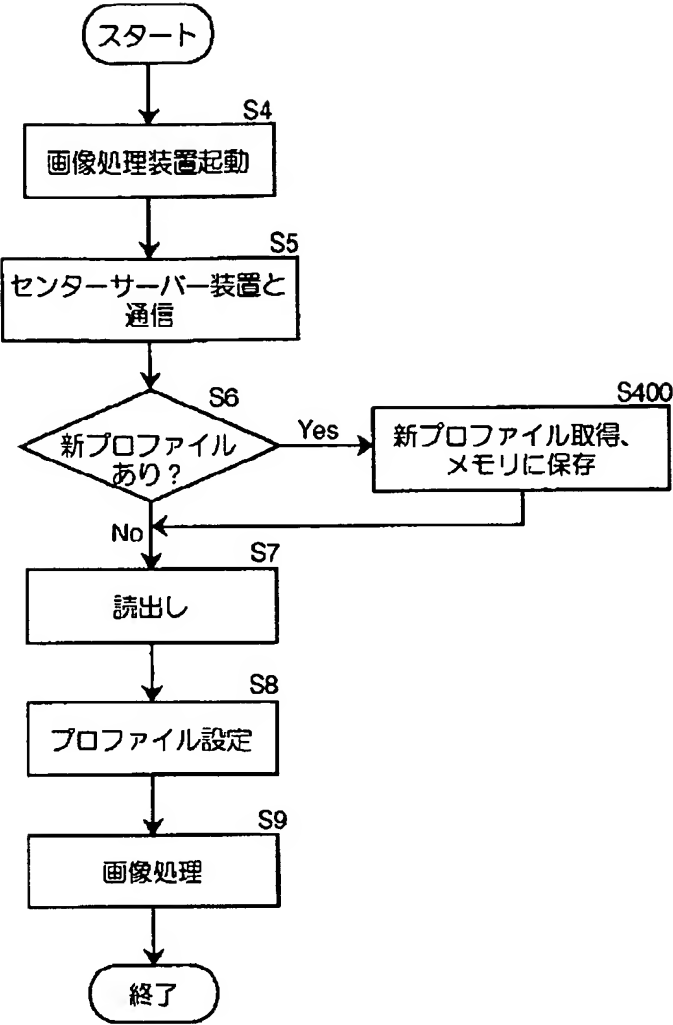 スタート
S4
画像処理装置起動
S5
センターサーバー装置と
通信
S6
新プロファイル
あり?
Yes
S400
新プロファイル取得、
メモリに保存
No
S7
読出し
S8
プロファイル設定
S9
画像処理
終了